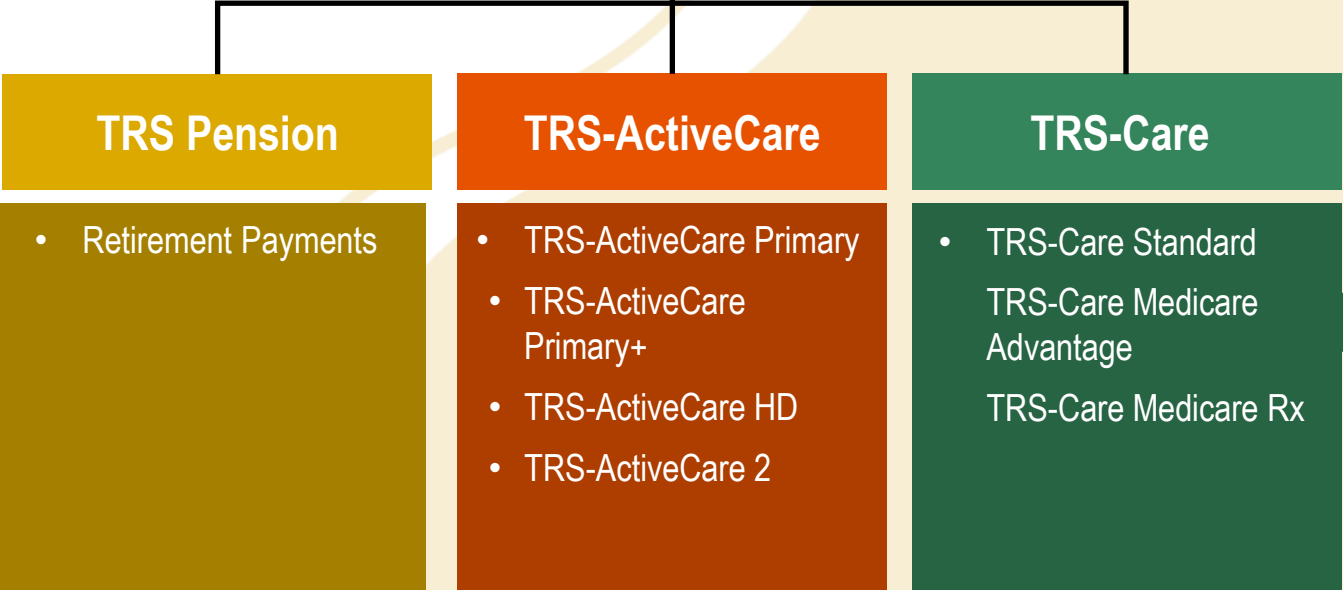 TRS Pension
• Retirement Payments
TRS-ActiveCare
• TRS-ActiveCare Primary
• TRS-ActiveCare
Primary+
• TRS-ActiveCare HD
• TRS-ActiveCare 2
TRS-Care
• TRS-Care Standard
TRS-Care Medicare
Advantage
TRS-Care Medicare Rx